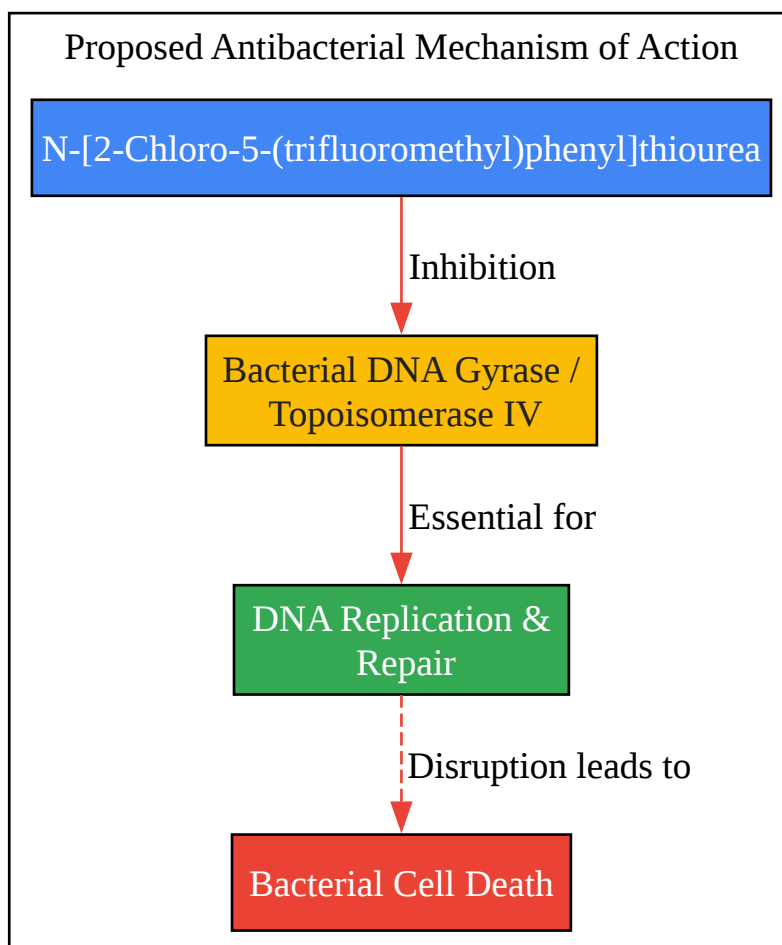 Proposed Antibacterial Mechanism of Action
N-[2-Chloro-5-(trifluoromethyl)phenyl]thiourea
Inhibition
Bacterial DNA Gyrase /
Topoisomerase IV
Essential for
DNA Replication &
Repair
Disruption leads to
Bacterial Cell Death